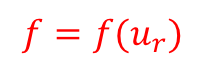 f = f(u_r)